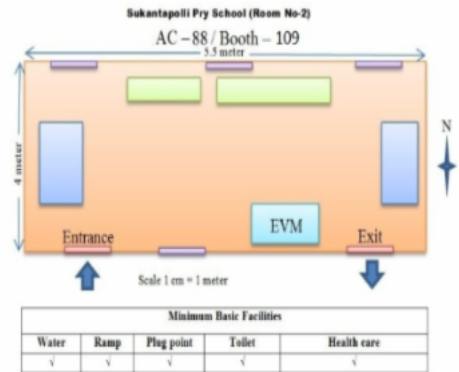 Sukantapolli Pry School (Room No-2)
AC – 88 / Booth – 109
5.5 meter
4 meter
N
EVM
Entrance
Exit
Scale 1 cm = 1 meter
Minimum Basic Facilities
Water Ramp Plug point Toilet Health care
√ √ √ √ √